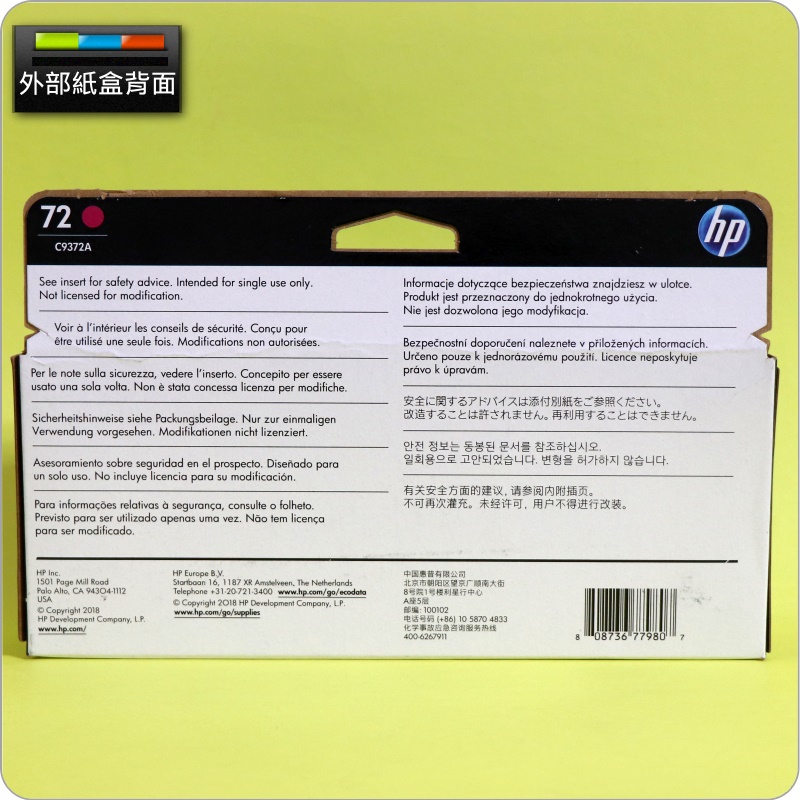 外部紙盒背面
72
C9372A
hp
See insert for safety advice. Intended for single use only.
Not licensed for modification.
Voir à l'intérieur les conseils de sécurité. Conçu pour
être utilisé une seule fois. Modifications non autorisées.
Per le note sulla sicurezza, vedere l'inserto. Concepito per essere
usato una sola volta. Non è stata concessa licenza per modifiche.
Sicherheitshinweise siehe Packungsbeilage. Nur zur einmaligen
Verwendung vorgesehen. Modifikationen nicht lizenziert.
Asesoramiento sobre seguridad en el prospecto. Diseñado para
un solo uso. No incluye licencia para su modificación.
Para informações relativas à segurança, consulte o folheto.
Previsto para ser utilizado apenas uma vez. Não tem licença
para ser modificado.
Informacje dotyczące bezpieczeństwa znajdziesz w ulotce.
Produkt jest przeznaczony do jednokrotnego użycia.
Nie jest dozwolona jego modyfikacja.
Bezpečnostní doporučení naleznete v přiložených informacích.
Určeno pouze k jednorázovému použití. Licence neposkytuje
právo k úpravám.
安全に関するアドバイスは添付別紙をご参照ください。
改造することは許されません。再利用することはできません。
안전 정보는 동봉된 문서를 참조하십시오.
일회용으로 고안되었습니다. 변형을 허가하지 않습니다.
有关安全方面的建议, 请参阅内附插页。
不可再次灌充。未经许可, 用户不得进行改装。
HP Inc.
1501 Page Mill Road
Palo Alto, CA 94304-1112
USA
© Copyright 2018
HP Development Company, L.P.
www.hp.com/
HP Europe B.V.
Startbaan 16, 1187 XR Amstelveen, The Netherlands
Telephone +31-20-721-3400 www.hp.com/go/ecodata
© Copyright 2018 HP Development Company, L.P.
www.hp.com/go/supplies
中国惠普有限公司
北京市朝阳区望京广顺南大街
8号院1号楼利星行中心
A座5层
邮编: 100102
电话号码 (+86) 10 5870 4833
化学事故应急咨询服务热线
400-6267911
8 08736 77980 7